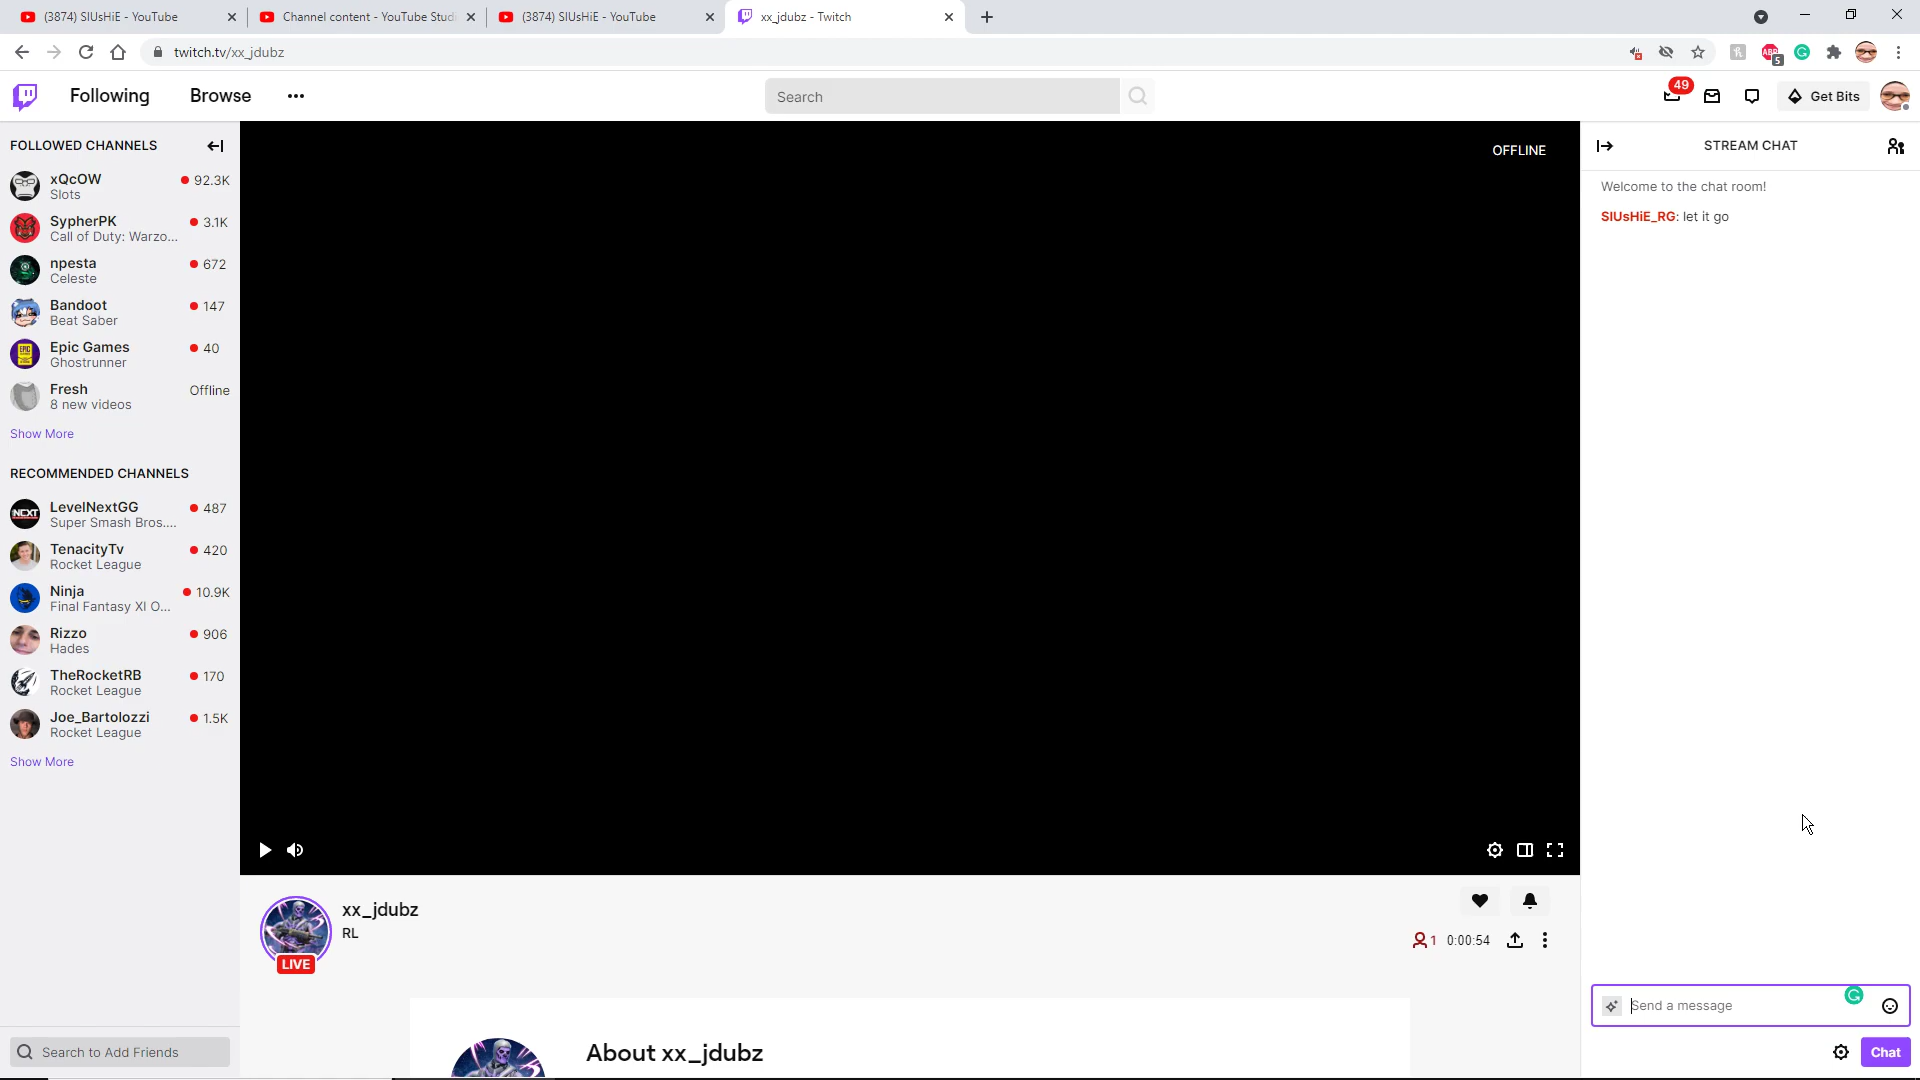 (3874) SIUsHiE - YouTube
Channel content - YouTube Studi
(3874) SIUsHiE - YouTube
xx_jdubz - Twitch
twitch.tv/xx_jdubz
ABP
5
Following
Browse
Search
49
Get Bits
FOLLOWED CHANNELS
xQcOW
92.3K
Slots
SypherPK
3.1K
Call of Duty: Warzo...
npesta
672
Celeste
Bandoot
147
Beat Saber
Epic Games
40
Ghostrunner
Fresh
Offline
8 new videos
Show More
RECOMMENDED CHANNELS
LevelNextGG
487
Super Smash Bros....
TenacityTv
420
Rocket League
Ninja
10.9K
Final Fantasy XI O...
Rizzo
906
Hades
TheRocketRB
170
Rocket League
Joe_Bartolozzi
1.5K
Rocket League
Show More
Search to Add Friends
OFFLINE
xx_jdubz
RL
LIVE
1
0:00:54
About xx_jdubz
STREAM CHAT
Welcome to the chat room!
SIUsHiE_RG: let it go
Send a message
Chat